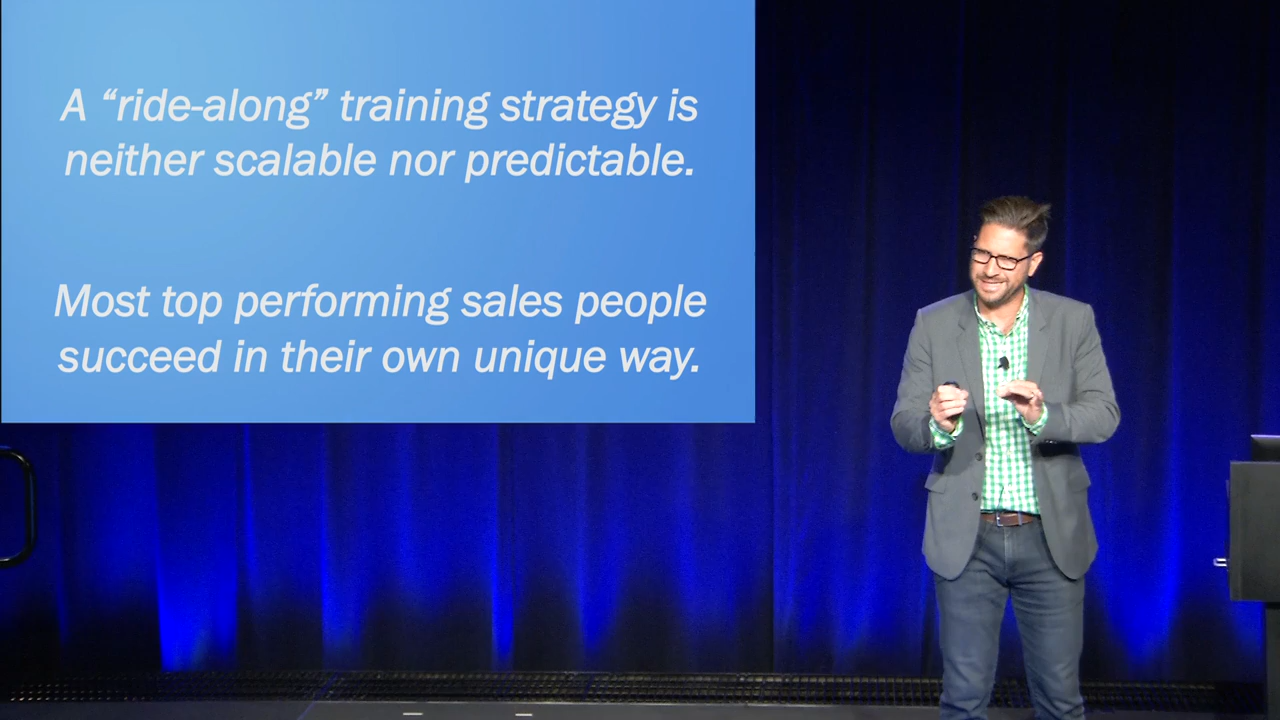 A “ride-along” training strategy is
neither scalable nor predictable.
Most top performing sales people
succeed in their own unique way.